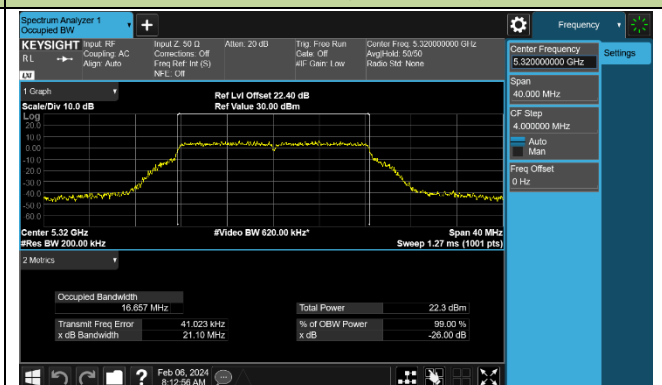 Spectrum Analyzer 1
Occupied BW
+
Frequency
KEYSIGHT
RL
LXI
Input: RF
Coupling: AC
Align: Auto
Input Z: 50 Ω
Corrections: Off
Freq Ref: Int (S)
NFE: Off
Atten: 20 dB
Trig: Free Run
Gate: Off
#IF Gain: Low
Center Freq: 5.320000000 GHz
Avg|Hold: 50/50
Radio Std: None
Center Frequency
5.320000000 GHz
Settings
Span
40.000 MHz
CF Step
4.000000 MHz
Auto
Man
Freq Offset
0 Hz
1 Graph
Scale/Div 10.0 dB
Ref Lvl Offset 22.40 dB
Ref Value 30.00 dBm
Log
20.0
10.0
0.00
-10.0
-20.0
-30.0
-40.0
-50.0
-60.0
Center 5.32 GHz
#Res BW 200.00 kHz
#Video BW 620.00 kHz*
Span 40 MHz
Sweep 1.27 ms (1001 pts)
2 Metrics
Occupied Bandwidth
16.657 MHz
Total Power 22.3 dBm
Transmit Freq Error 41.023 kHz
% of OBW Power 99.00 %
x dB Bandwidth 21.10 MHz
x dB -26.00 dB
?
Feb 06, 2024
8:12:56 AM